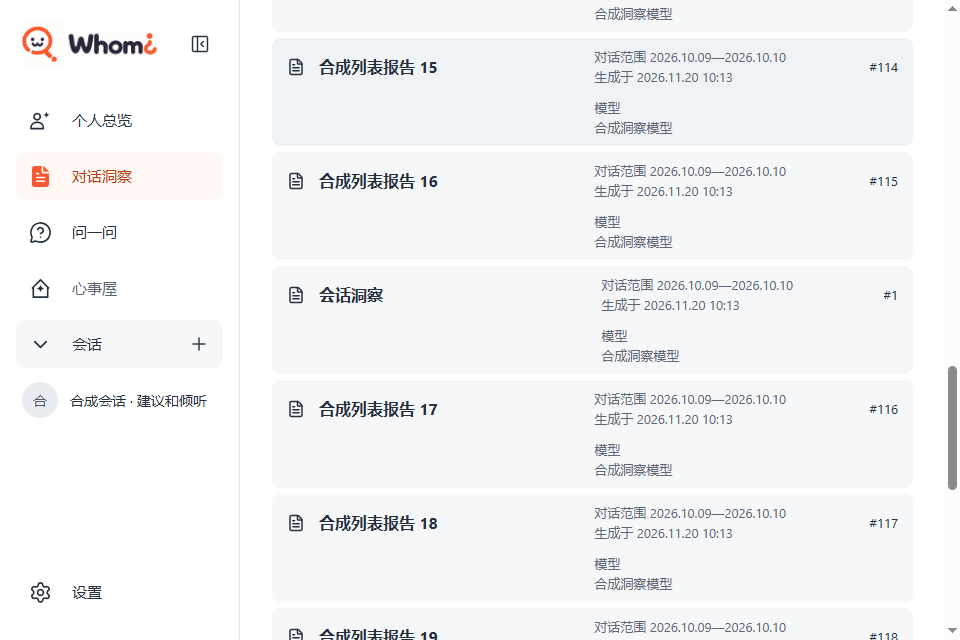 Whomi
个人总览
对话洞察
问一问
心事屋
会话
合
合成会话 · 建议和倾听
设置
合成洞察模型
合成列表报告 15
对话范围 2026.10.09—2026.10.10
生成于 2026.11.20 10:13
#114
模型
合成洞察模型
合成列表报告 16
对话范围 2026.10.09—2026.10.10
生成于 2026.11.20 10:13
#115
模型
合成洞察模型
会话洞察
对话范围 2026.10.09—2026.10.10
生成于 2026.11.20 10:13
#1
模型
合成洞察模型
合成列表报告 17
对话范围 2026.10.09—2026.10.10
生成于 2026.11.20 10:13
#116
模型
合成洞察模型
合成列表报告 18
对话范围 2026.10.09—2026.10.10
生成于 2026.11.20 10:13
#117
模型
合成洞察模型
合成列表报告 19
对话范围 2026.10.09—2026.10.10
#118